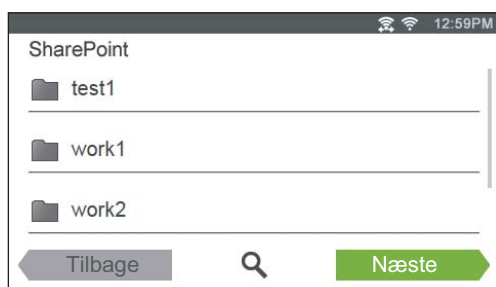 12:59PM
SharePoint
test1
work1
work2
Tilbage
Næste